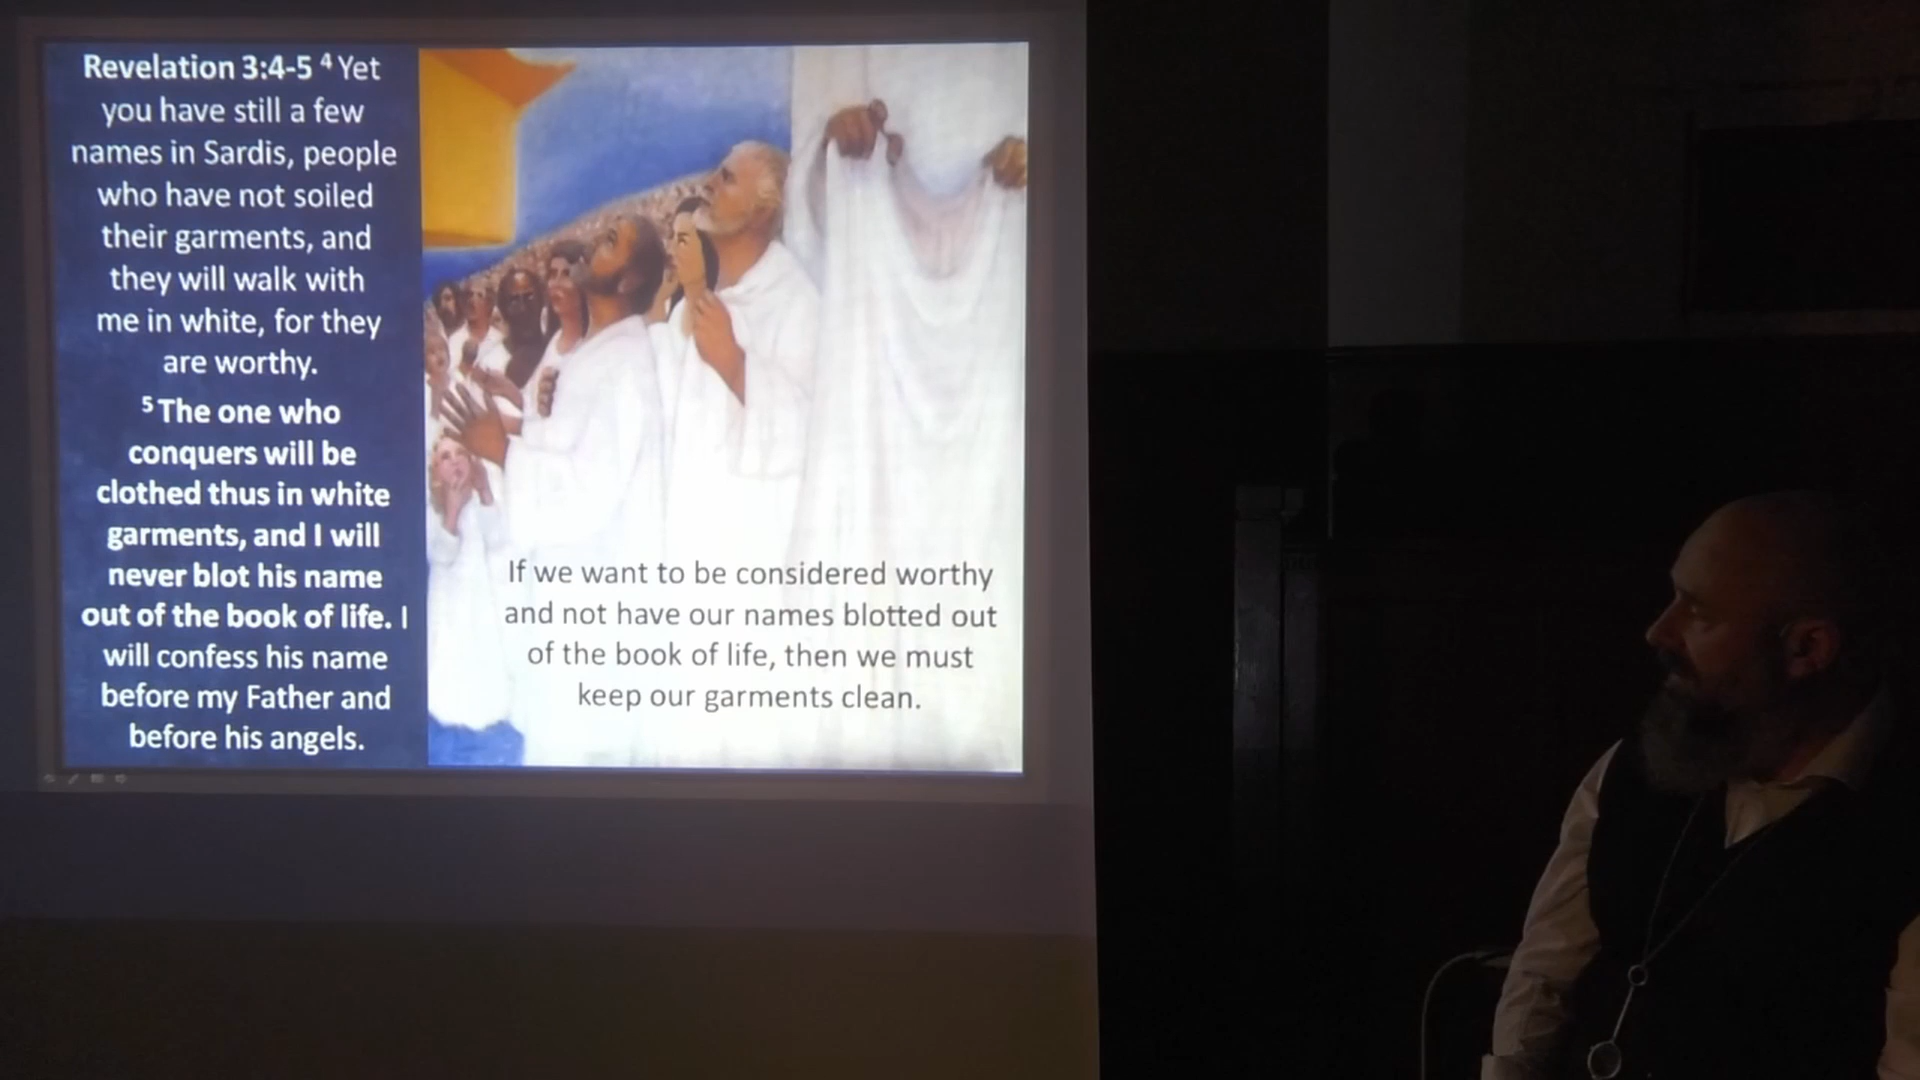 Revelation 3:4-5 ⁴ Yet
you have still a few
names in Sardis, people
who have not soiled
their garments, and
they will walk with
me in white, for they
are worthy.
⁵ The one who
conquers will be
clothed thus in white
garments, and I will
never blot his name
out of the book of life. I
will confess his name
before my Father and
before his angels.
If we want to be considered worthy
and not have our names blotted out
of the book of life, then we must
keep our garments clean.